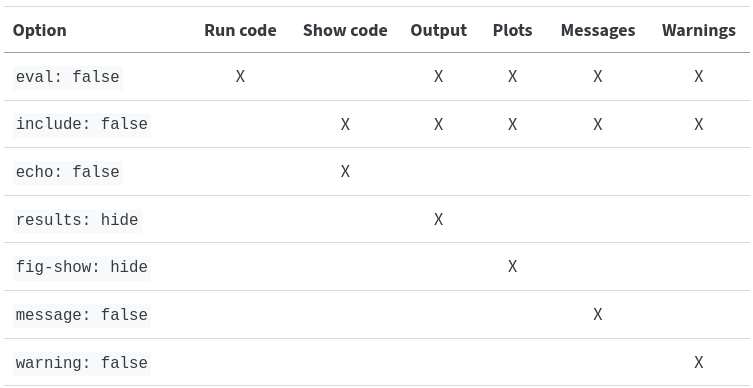 Option Run code Show code Output Plots Messages Warnings
eval: false X X X X X
include: false X X X X X
echo: false X
results: hide X
fig-show: hide X
message: false X
warning: false X